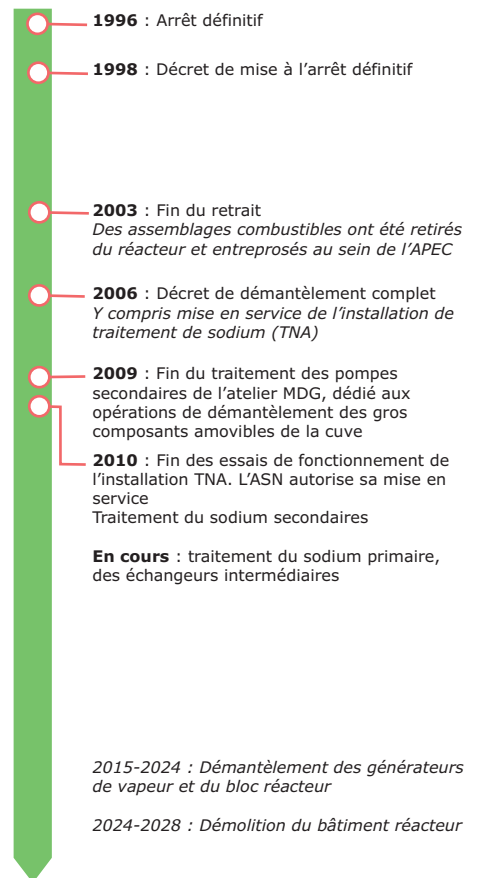 1996 : Arrêt définitif
1998 : Décret de mise à l’arrêt définitif
2003 : Fin du retrait
Des assemblages combustibles ont été retirés
du réacteur et entreprosés au sein de l’APEC
2006 : Décret de démantèlement complet
Y compris mise en service de l’installation de
traitement de sodium (TNA)
2009 : Fin du traitement des pompes
secondaires de l’atelier MDG, dédié aux
opérations de démantèlement des gros
composants amovibles de la cuve
2010 : Fin des essais de fonctionnement de
l’installation TNA. L’ASN autorise sa mise en
service
Traitement du sodium secondaires
En cours : traitement du sodium primaire,
des échangeurs intermédiaires
2015-2024 : Démantèlement des générateurs
de vapeur et du bloc réacteur
2024-2028 : Démolition du bâtiment réacteur